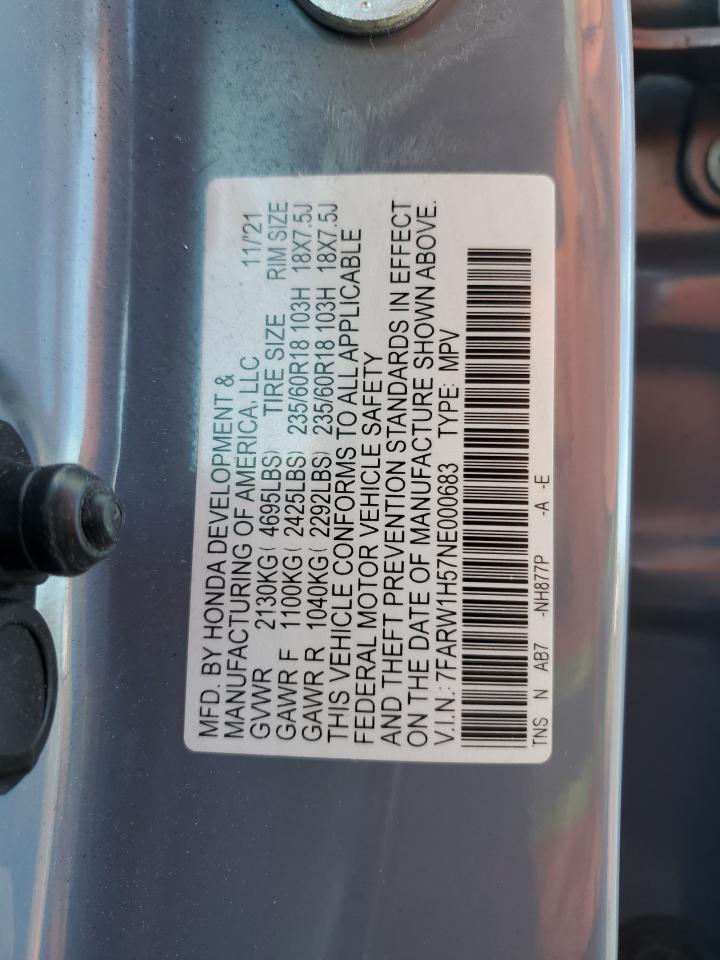 MFD. BY HONDA DEVELOPMENT &
MANUFACTURING OF AMERICA, LLC 11/'21
GVWR 2130KG( 4695LBS) TIRE SIZE RIM SIZE
GAWR F 1100KG( 2425LBS) 235/60R18 103H 18X7.5J
GAWR R 1040KG( 2292LBS) 235/60R18 103H 18X7.5J
THIS VEHICLE CONFORMS TO ALL APPLICABLE
FEDERAL MOTOR VEHICLE SAFETY
AND THEFT PREVENTION STANDARDS IN EFFECT
ON THE DATE OF MANUFACTURE SHOWN ABOVE.
V.I.N.: 7FARW1H57NE000683 TYPE: MPV
TNS N AB7 -NH877P -A -E